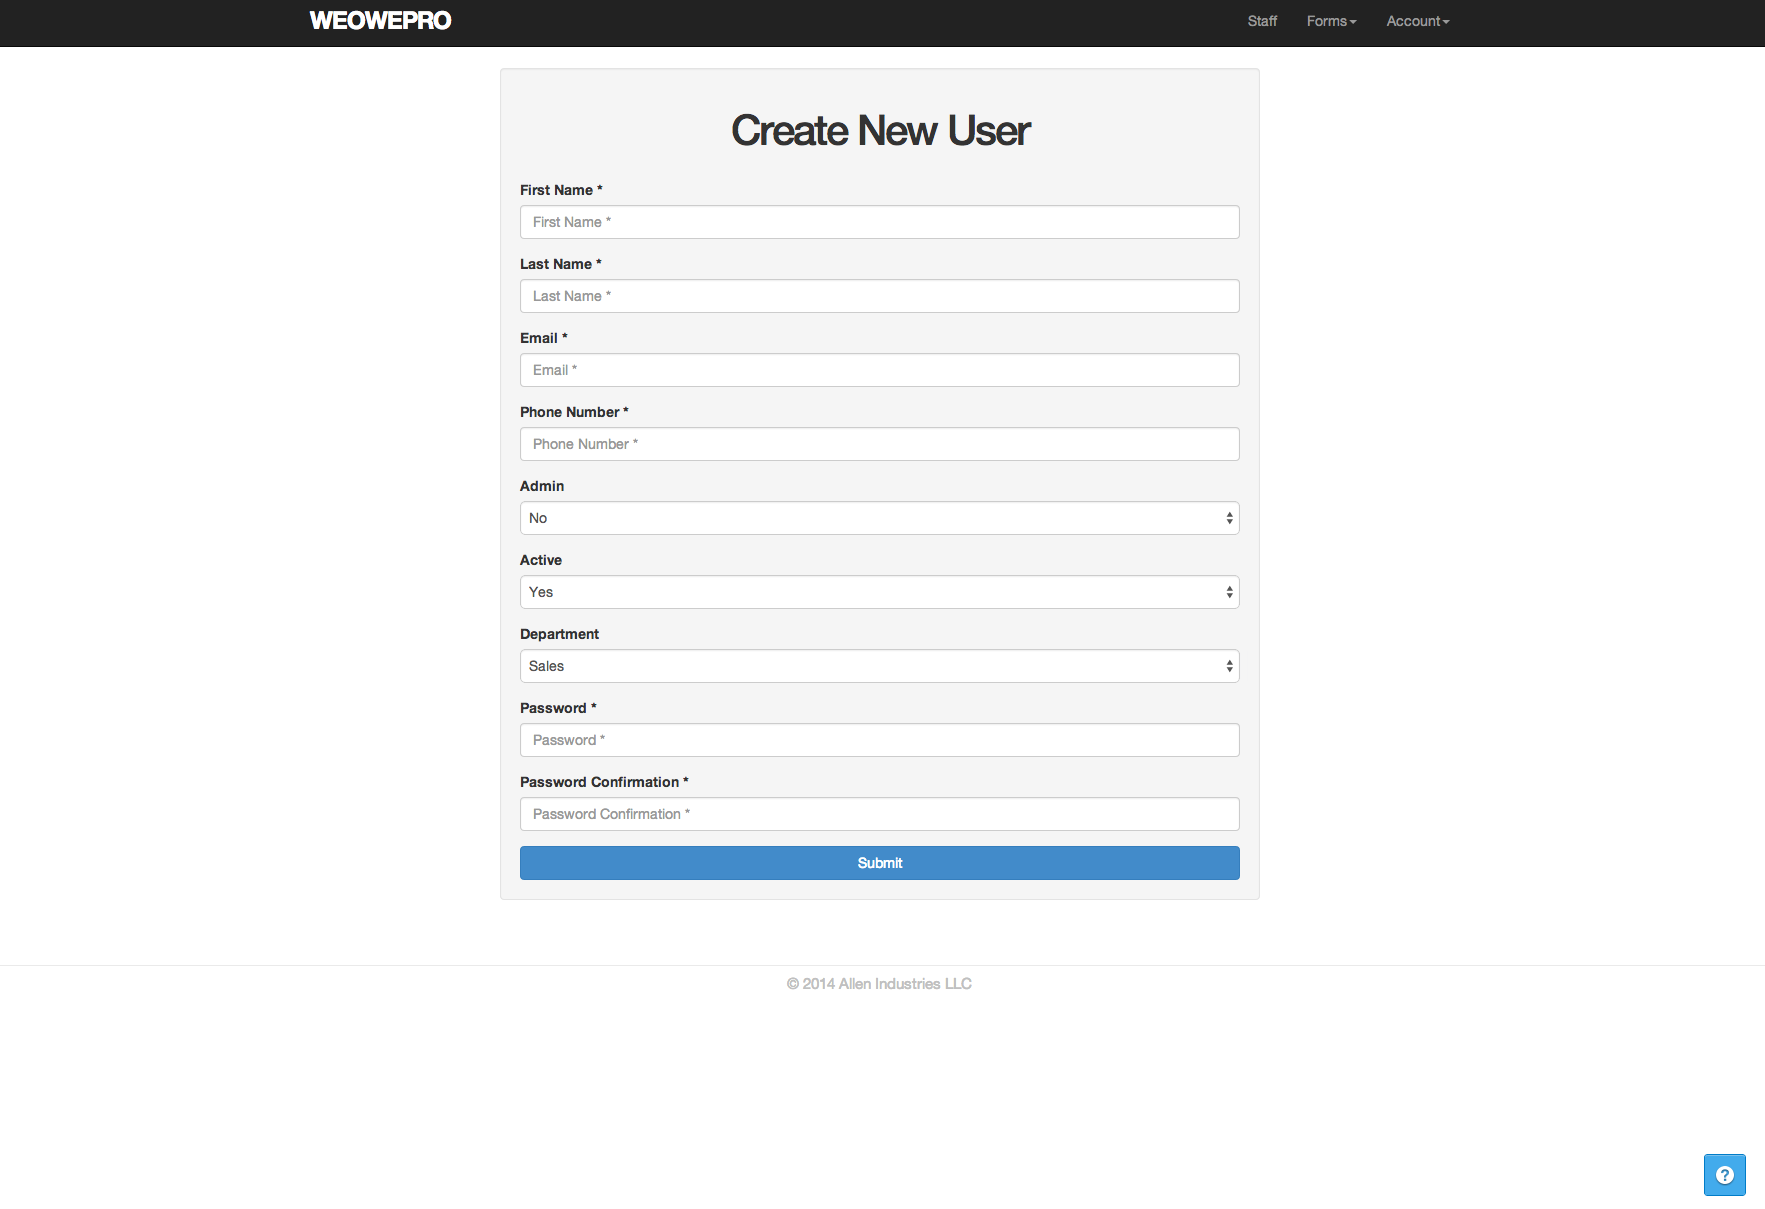 WEOWEPRO
Staff Forms Account
Create New User
First Name *
First Name *
Last Name *
Last Name *
Email *
Email *
Phone Number *
Phone Number *
Admin
No
Active
Yes
Department
Sales
Password *
Password *
Password Confirmation *
Password Confirmation *
Submit
© 2014 Allen Industries LLC
?